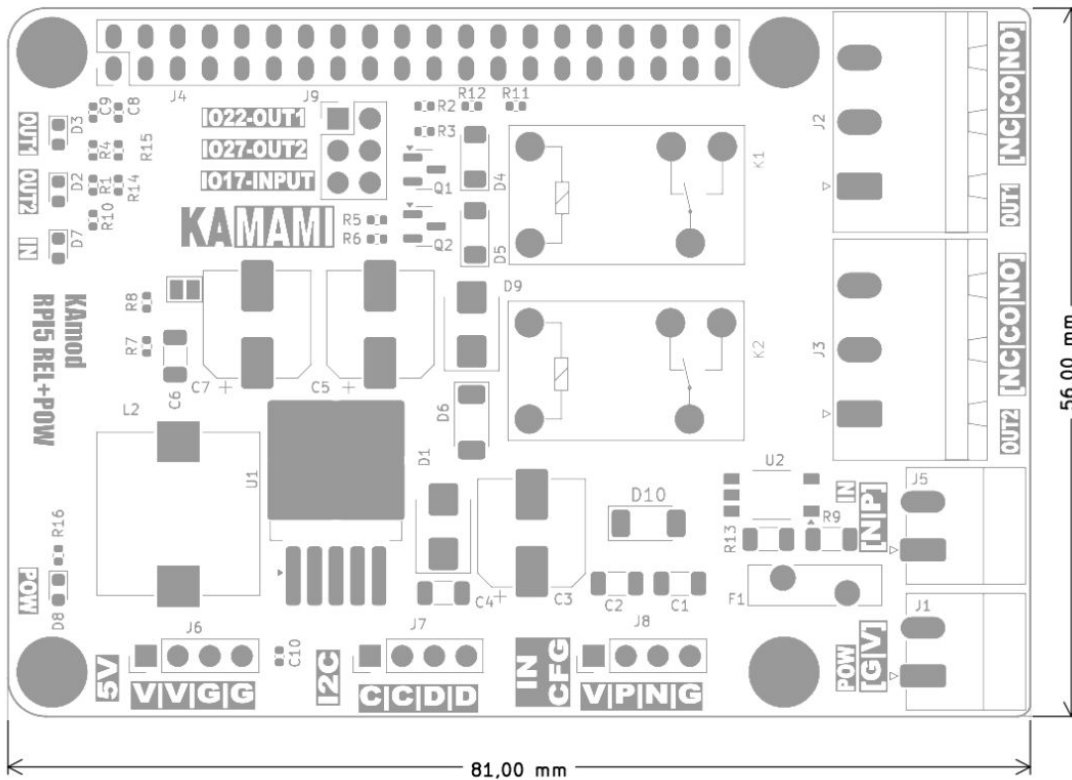 J4
C9
C8
J9
R2
R12
R11
J2
[NC|CO|NO]
OUT1
D3
R4
R15
IO22-OUT1
R3
IO27-OUT2
Q1
D4
K1
OUT2
D2
R1
R14
IO17-INPUT
OUT1
IN
D7
R10
KAMAMI
R5
R6
Q2
D5
R8
D9
R7
KAmod
RPI5 REL+POW
C6
C7
+
C5
+
K2
J3
[NC|CO|NO]
OUT2
L2
U1
D6
D1
U2
IN
[N|P]
J5
D10
R16
R13
R9
POW
D8
C4
+
C3
C2
C1
F1
J1
POW
[G|V]
J6
C10
J7
J8
5V
V|V|G|G
I2C
C|C|D|D
IN
CFG
V|P|N|G
56,00 mm
81,00 mm